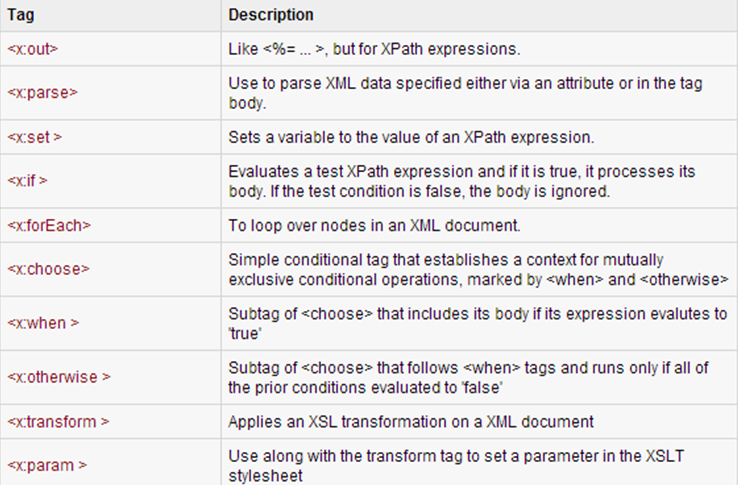 Tag Description
<x:out> Like <%= ... >, but for XPath expressions.
<x:parse> Use to parse XML data specified either via an attribute or in the tag
body.
<x:set > Sets a variable to the value of an XPath expression.
<x:if > Evaluates a test XPath expression and if it is true, it processes its
body. If the test condition is false, the body is ignored.
<x:forEach> To loop over nodes in an XML document.
<x:choose> Simple conditional tag that establishes a context for mutually
exclusive conditional operations, marked by <when> and <otherwise>
<x:when > Subtag of <choose> that includes its body if its expression evalutes to
'true'
<x:otherwise > Subtag of <choose> that follows <when> tags and runs only if all of
the prior conditions evaluated to 'false'
<x:transform > Applies an XSL transformation on a XML document
<x:param > Use along with the transform tag to set a parameter in the XSLT
stylesheet